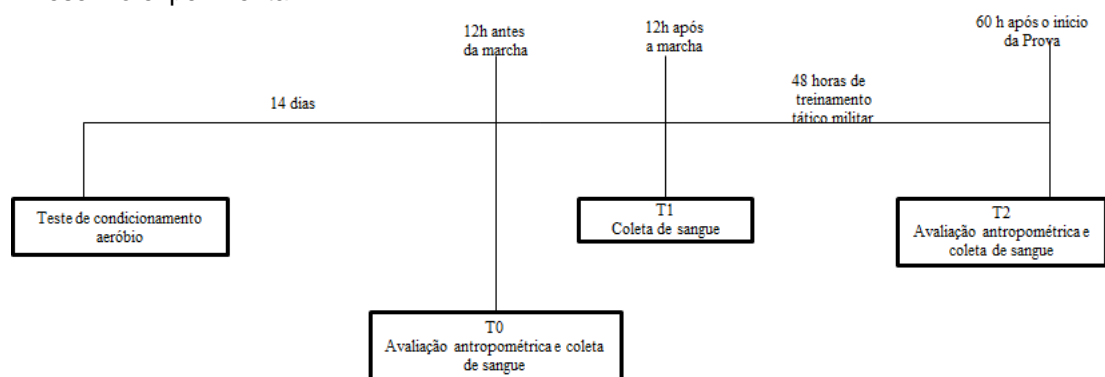 12h antes
da marcha
12h após
a marcha
60 h após o início
da Prova
14 dias
48 horas de
treinamento
tático militar
Teste de condicionamento
aeróbio
T1
Coleta de sangue
T2
Avaliação antropométrica e
coleta de sangue
T0
Avaliação antropométrica e coleta
de sangue